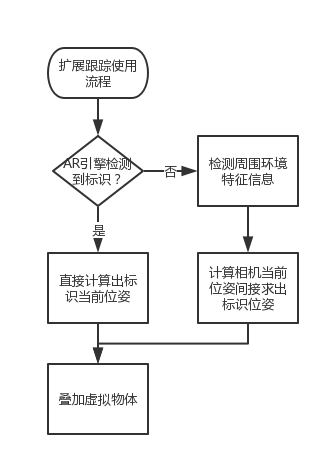 扩展跟踪使用
流程
AR引擎检测
到标识？
否
检测周围环境
特征信息
是
直接计算出标
识当前位姿
计算相机当前
位姿间接求出
标识位姿
叠加虚拟物体